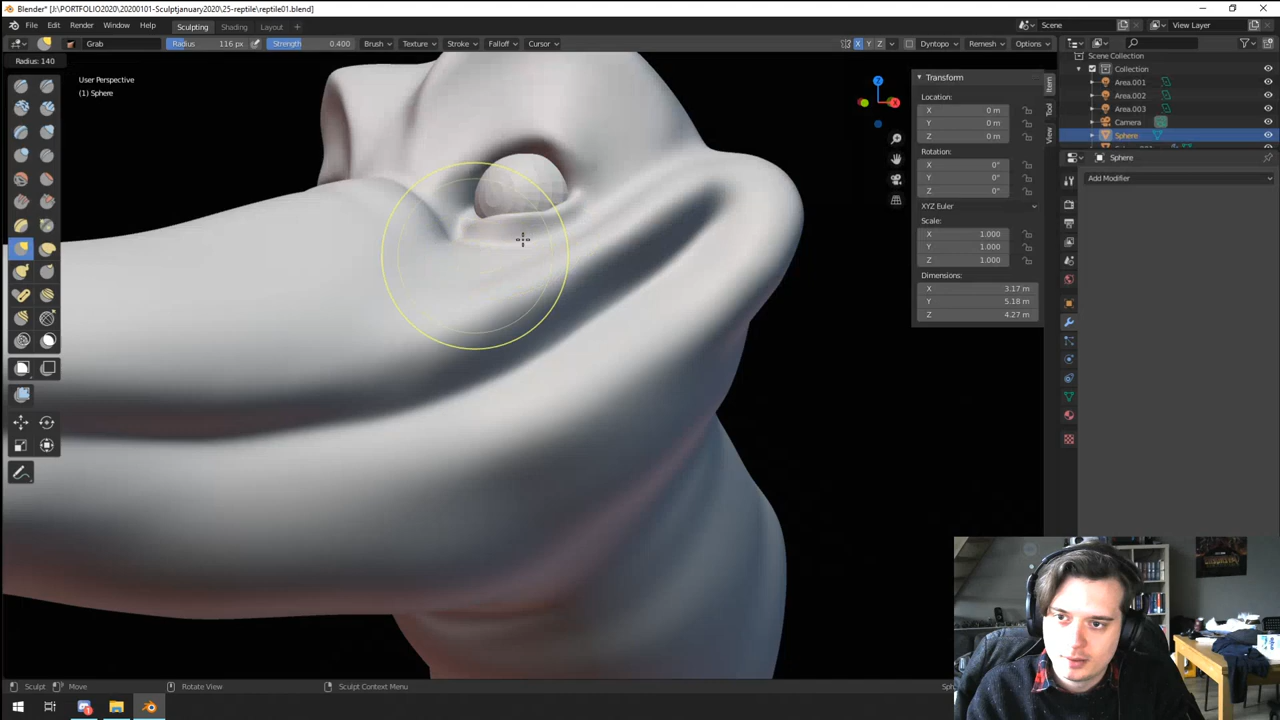 Blender* [J:\PORTFOLIO2020\20200101-Sculptjanuary2020\25-reptile\reptile01.blend]
File Edit Render Window Help Sculpting Shading Layout Scene View Layer
Grab Radius 116 px Strength 0.400 Brush Texture Stroke Falloff Cursor X Y Z Dyntopo Remesh Options
Radius: 140
User Perspective
(1) Sphere
Scene Collection
Collection
Area.001
Area.002
Area.003
Camera
Sphere
Sphere
Add Modifier
Transform
Location:
X 0 m
Y 0 m
Z 0 m
Rotation:
X 0°
Y 0°
Z 0°
XYZ Euler
Scale:
X 1.000
Y 1.000
Z 1.000
Dimensions:
X 3.17 m
Y 5.18 m
Z 4.27 m
Item
Tool
View
Z
X
Sculpt Move Rotate View Sculpt Context Menu